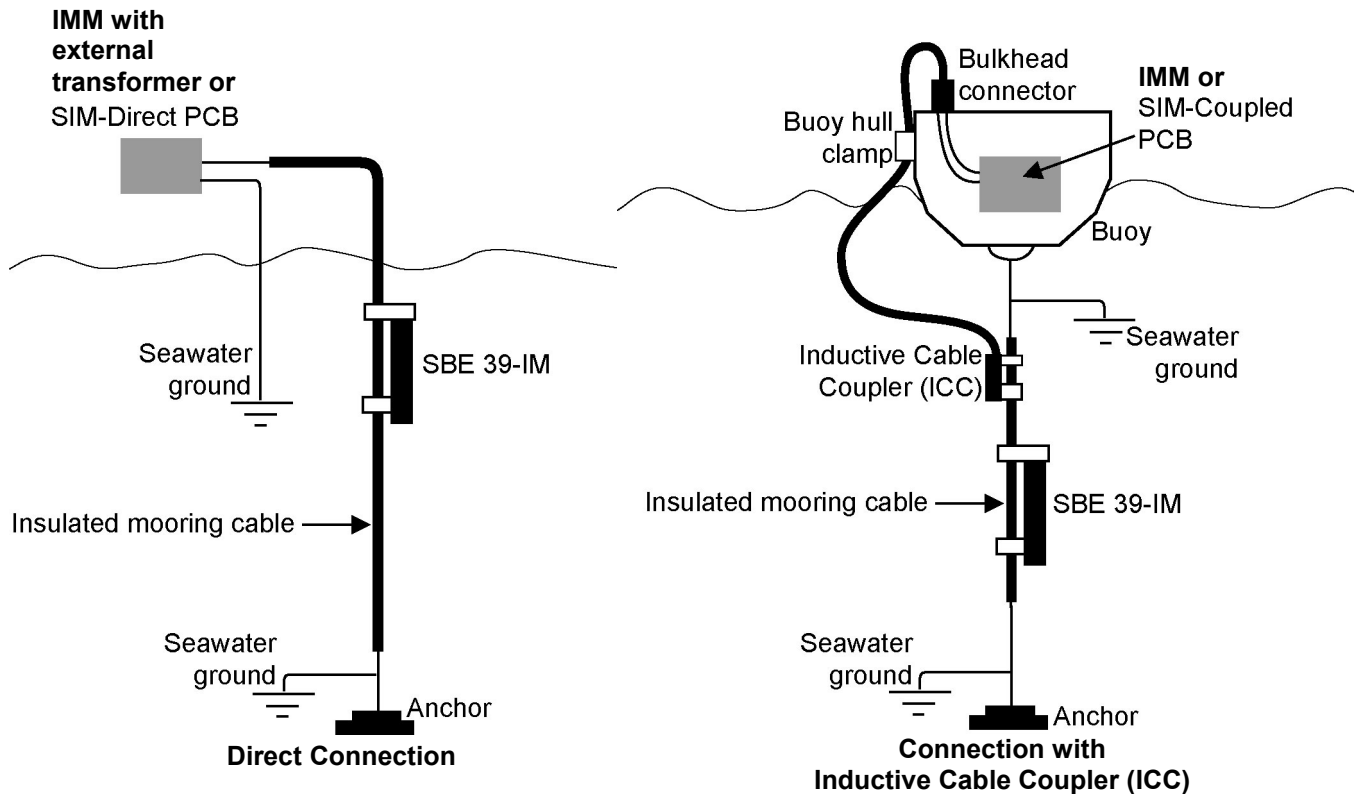 IMM with
external
transformer or
SIM-Direct PCB
Seawater
ground
SBE 39-IM
Insulated mooring cable
Seawater
ground
Anchor
Direct Connection
Bulkhead
connector
IMM or
SIM-Coupled
PCB
Buoy hull
clamp
Buoy
Seawater
ground
Inductive Cable
Coupler (ICC)
Insulated mooring cable
SBE 39-IM
Seawater
ground
Anchor
Connection with
Inductive Cable Coupler (ICC)